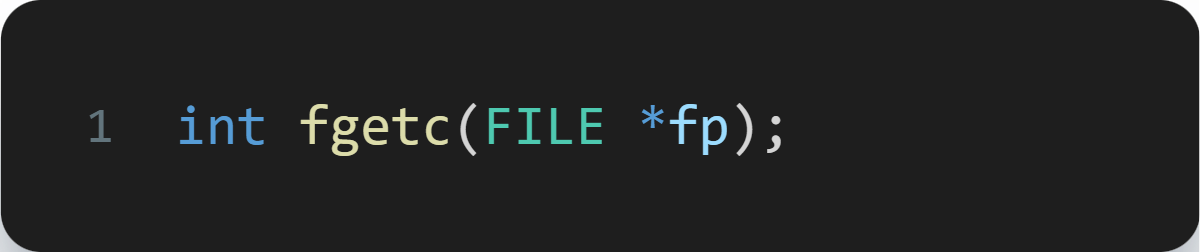 1 int fgetc(FILE *fp);